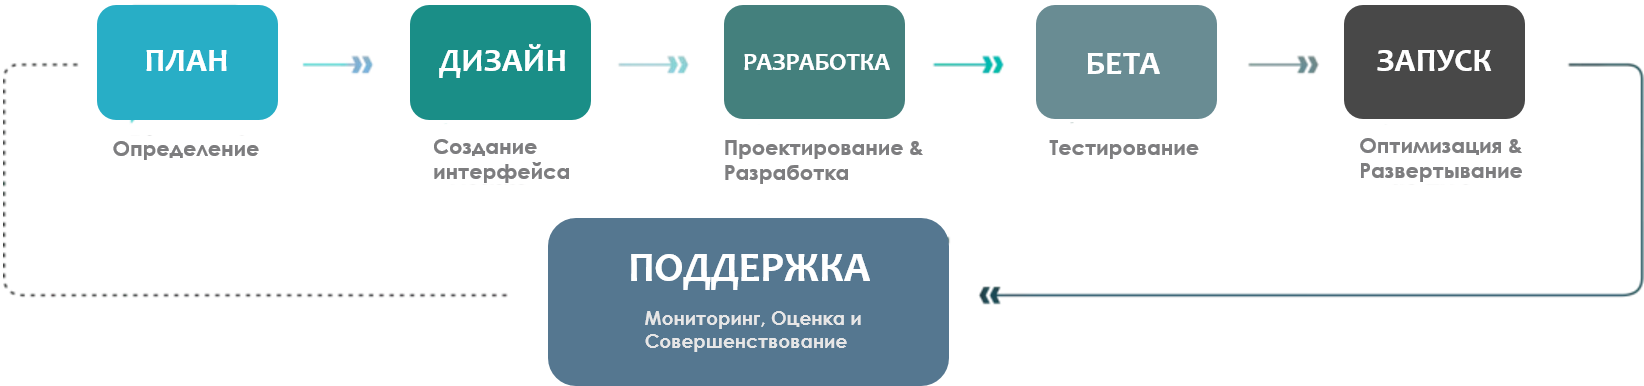 ПЛАН
Определение
ДИЗАЙН
Создание
интерфейса
РАЗРАБОТКА
Проектирование &
Разработка
БЕТА
Тестирование
ЗАПУСК
Оптимизация &
Развертывание
ПОДДЕРЖКА
Мониторинг, Оценка и
Совершенствование